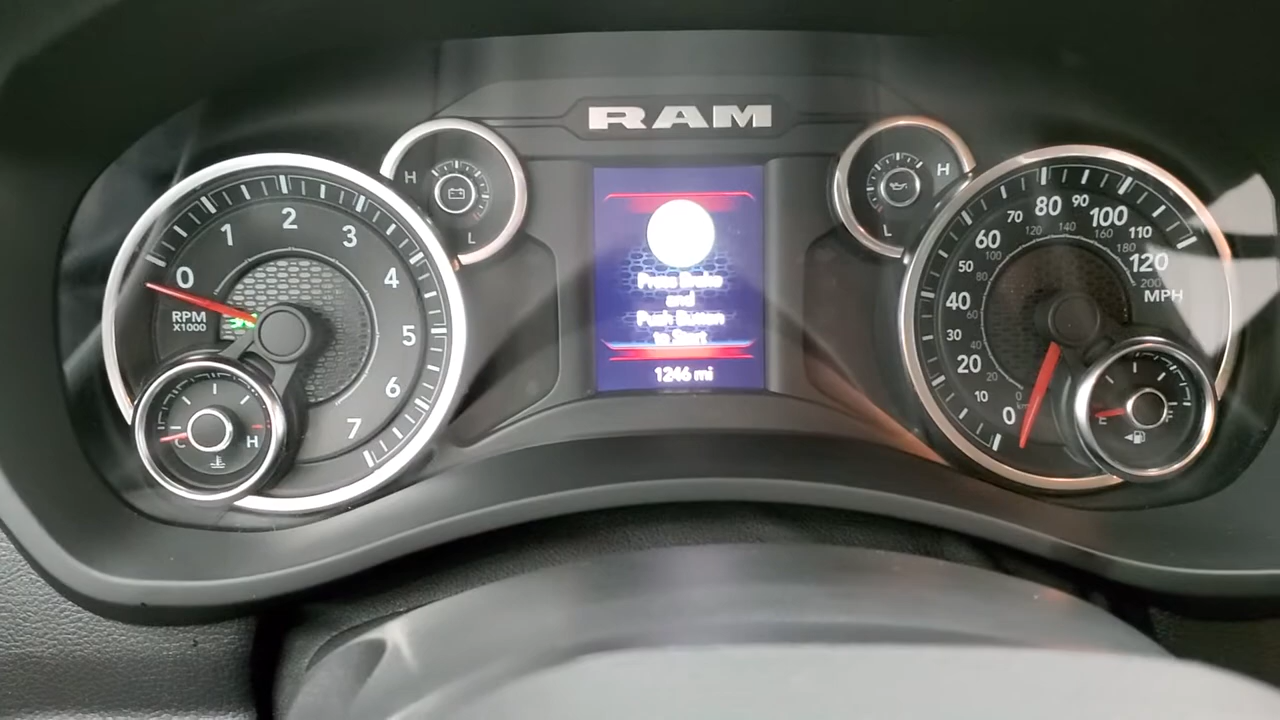 RAM
H
L
0
1
2
3
4
5
6
7
RPM
X1000
C
H
Press Brake
and
Push Button
to Start
1246 mi
H
L
0
10
20
30
40
50
60
70
80
90
100
110
120
MPH
0
20
40
60
80
100
120
140
160
180
200
E